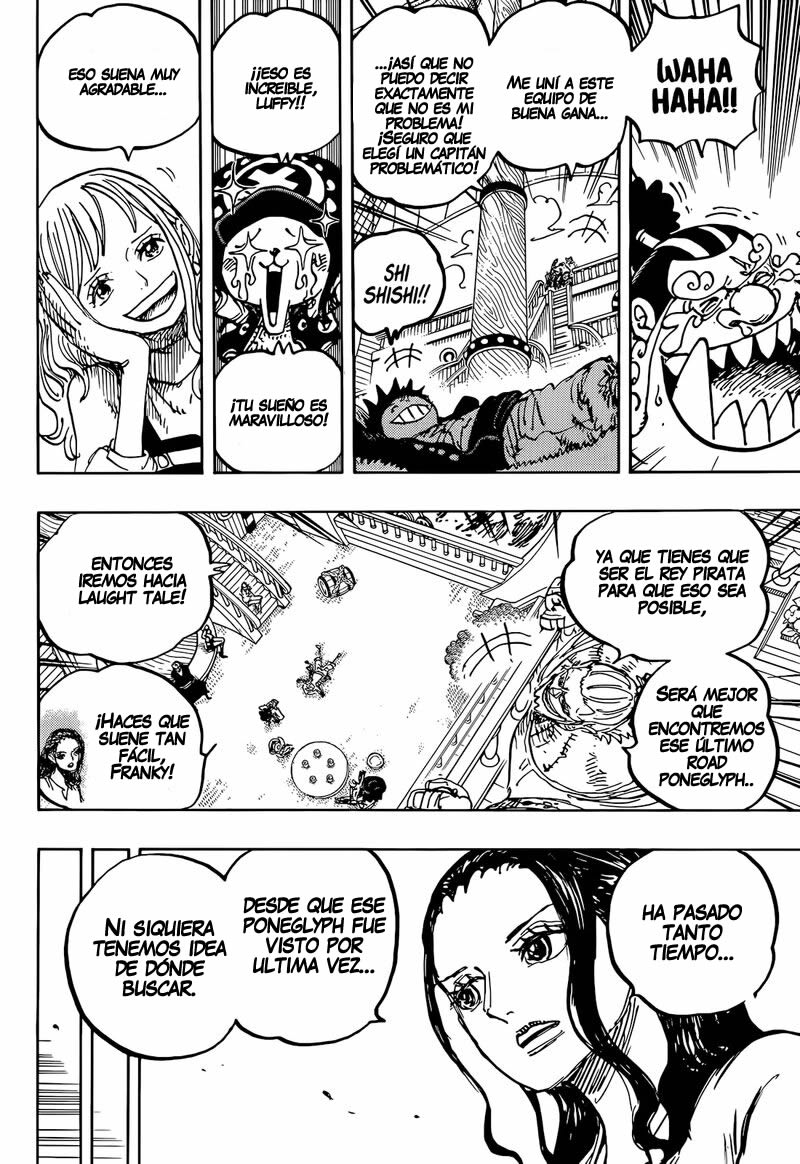 WAHA
HAHA!!
ME UNÍ A ESTE
EQUIPO DE
BUENA GANA...
...¡ASÍ QUE NO
PUEDO DECIR
EXACTAMENTE
QUE NO ES MI
PROBLEMA!
¡SEGURO QUE
ELEGÍ UN CAPITÁN
PROBLEMÁTICO!
SHI
SHISHI!!
¡¡ESO ES
INCREIBLE,
LUFFY!!
¡TU SUEÑO ES
MARAVILLOSO!
ESO SUENA MUY
AGRADABLE...
YA QUE TIENES QUE
SER EL REY PIRATA
PARA QUE ESO SEA
POSIBLE,
SERÁ MEJOR
QUE
ENCONTREMOS
ESE ÚLTIMO
ROAD
PONEGLYPH..
ENTONCES
IREMOS HACIA
LAUGHT TALE!
¡HACES QUE
SUENE TAN
FÁCIL,
FRANKY!
HA PASADO
TANTO
TIEMPO...
DESDE QUE ESE
PONEGLYPH FUE
VISTO POR
ULTIMA VEZ...
NI SIQUIERA
TENEMOS IDEA
DE DÓNDE
BUSCAR.